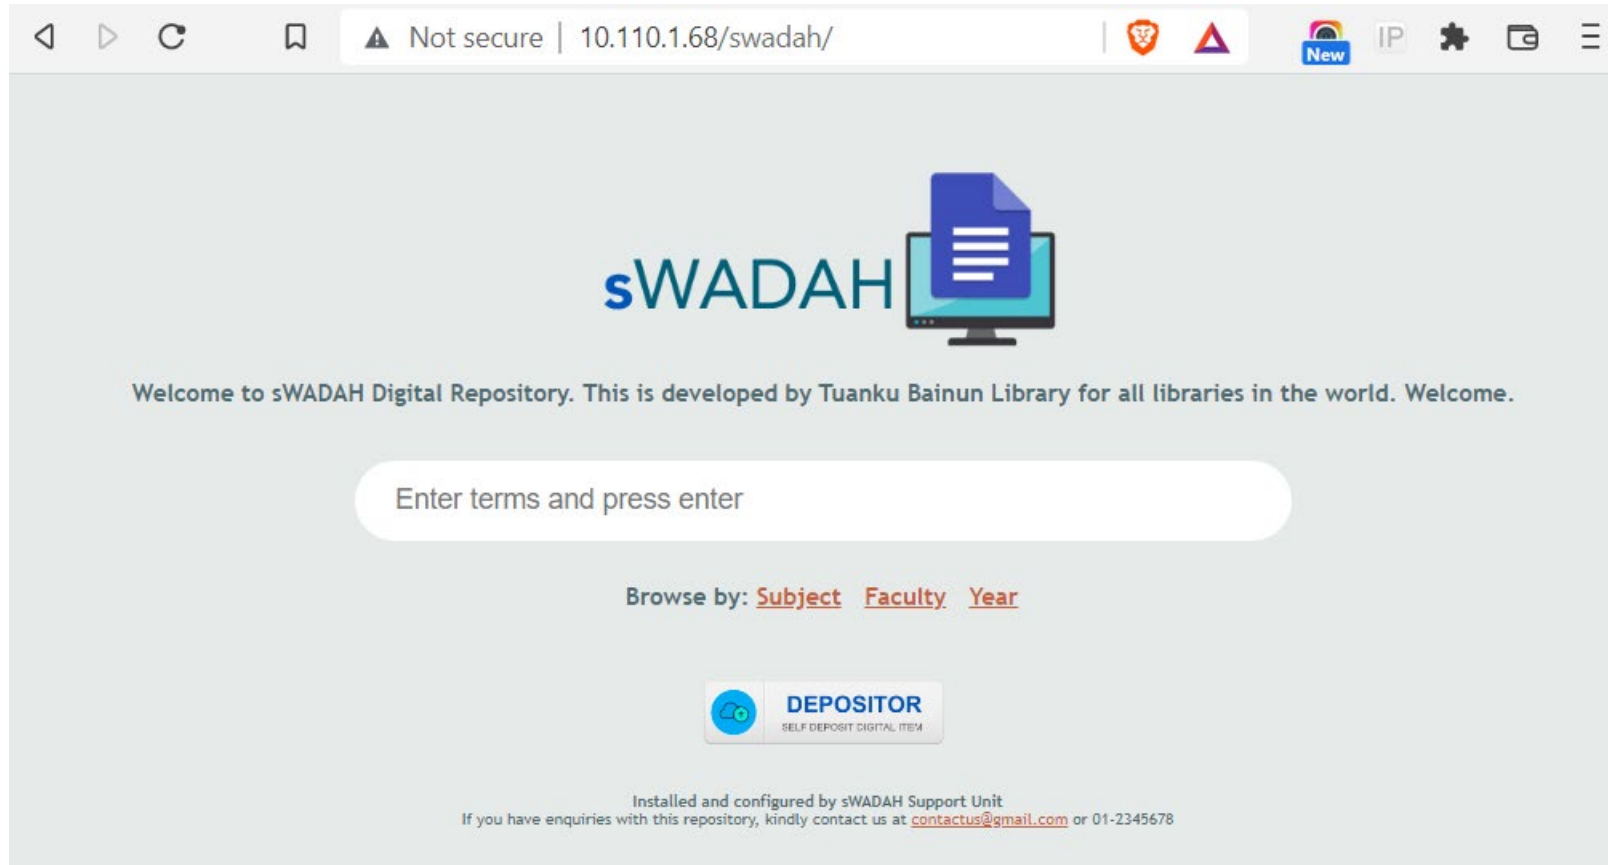 Not secure | 10.110.1.68/swadah/
New IP
sWADAH
Welcome to sWADAH Digital Repository. This is developed by Tuanku Bainun Library for all libraries in the world. Welcome.
Enter terms and press enter
Browse by: Subject Faculty Year
DEPOSITOR
SELF DEPOSIT DIGITAL ITEM
Installed and configured by sWADAH Support Unit
If you have enquiries with this repository, kindly contact us at contactus@gmail.com or 01-2345678